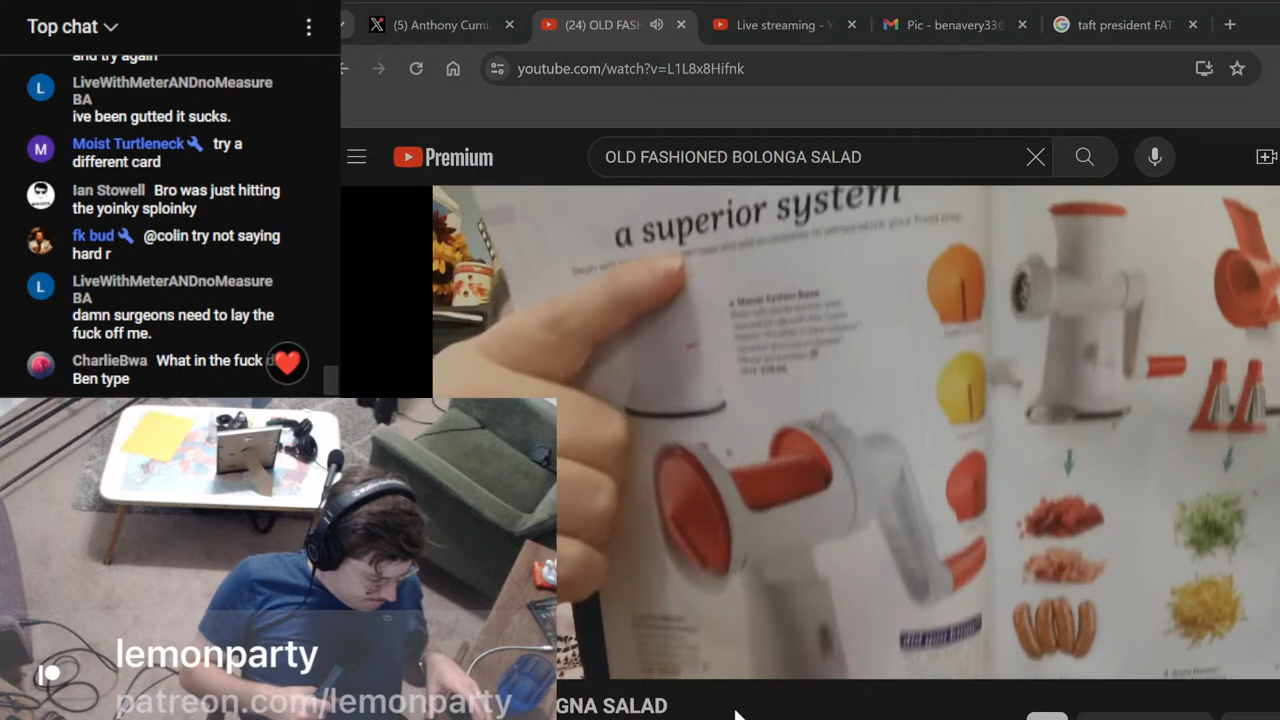 Top chat
and try again
L
LiveWithMeterANDnoMeasure
BA
ive been gutted it sucks.
M
Moist Turtleneck try a
different card
Ian Stowell Bro was just hitting
the yoinky sploinky
fk bud @colin try not saying
hard r
L
LiveWithMeterANDnoMeasure
BA
damn surgeons need to lay the
fuck off me.
CharlieBwa What in the fuck
Ben type
(5) Anthony Cumi
(24) OLD FASH
Live streaming - Y
Pic - benavery33@
taft president FAT
youtube.com/watch?v=L1L8x8Hifnk
Premium
OLD FASHIONED BOLONGA SALAD
a superior system
Master System Base
lemonparty
patreon.com/lemonparty
GNA SALAD